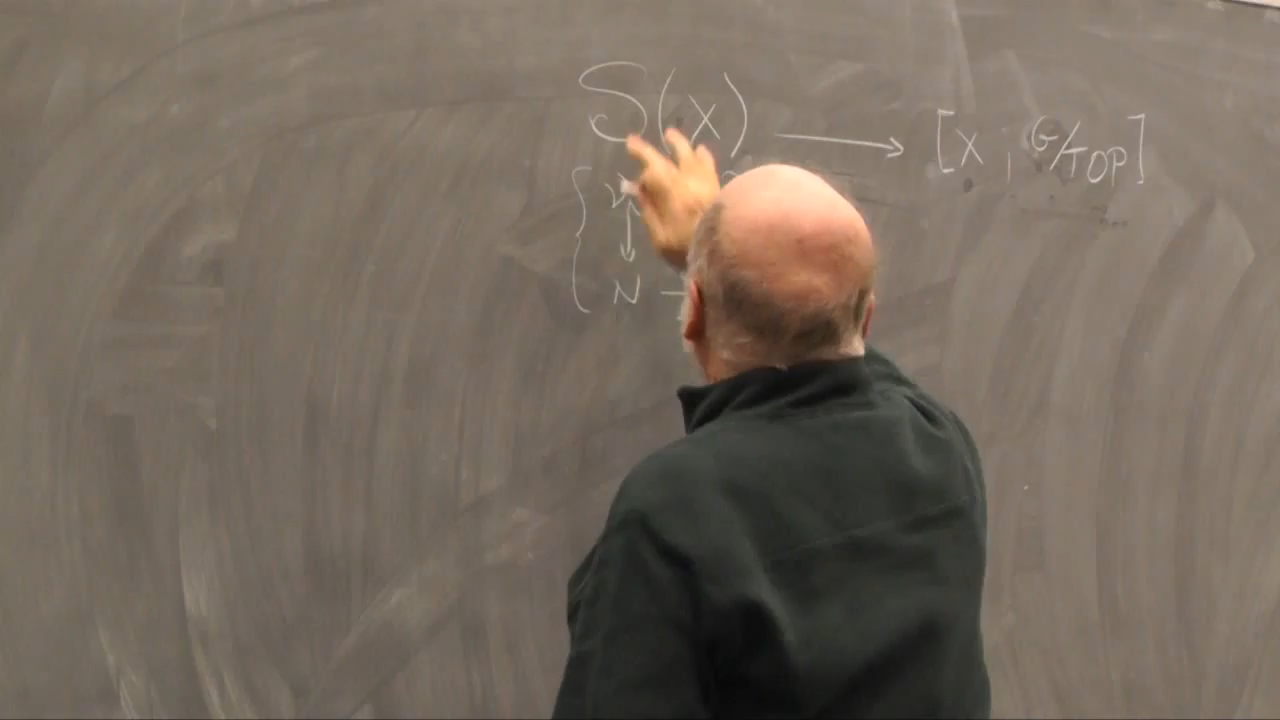 S(X) → [X, G/TOP]
{
↓
N —